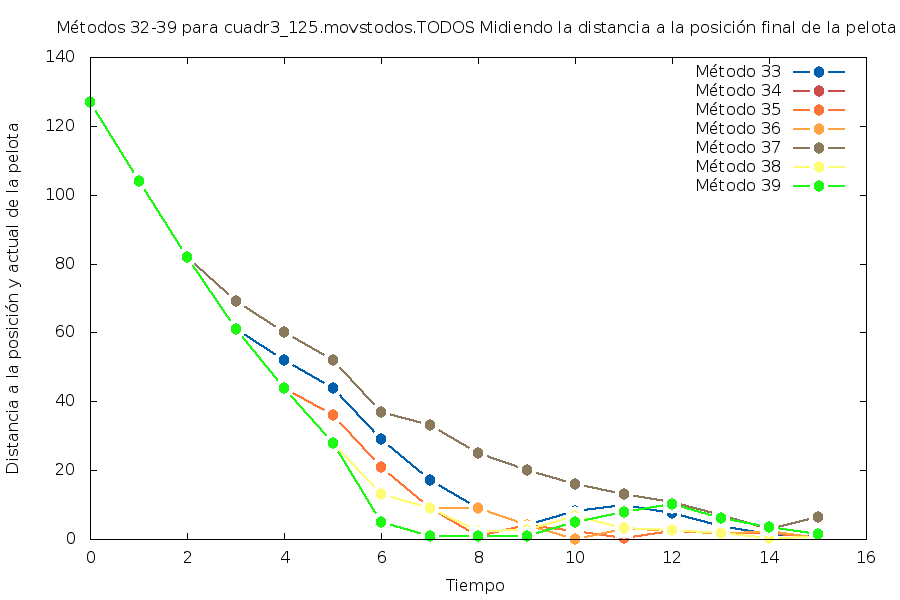 Métodos 32-39 para cuadr3_125.movstodos.TODOS Midiendo la distancia a la posición final de la pelota
140
120
100
80
60
40
20
0
Distancia a la posición y actual de la pelota
Método 33
Método 34
Método 35
Método 36
Método 37
Método 38
Método 39
0 2 4 6 8 10 12 14 16
Tiempo